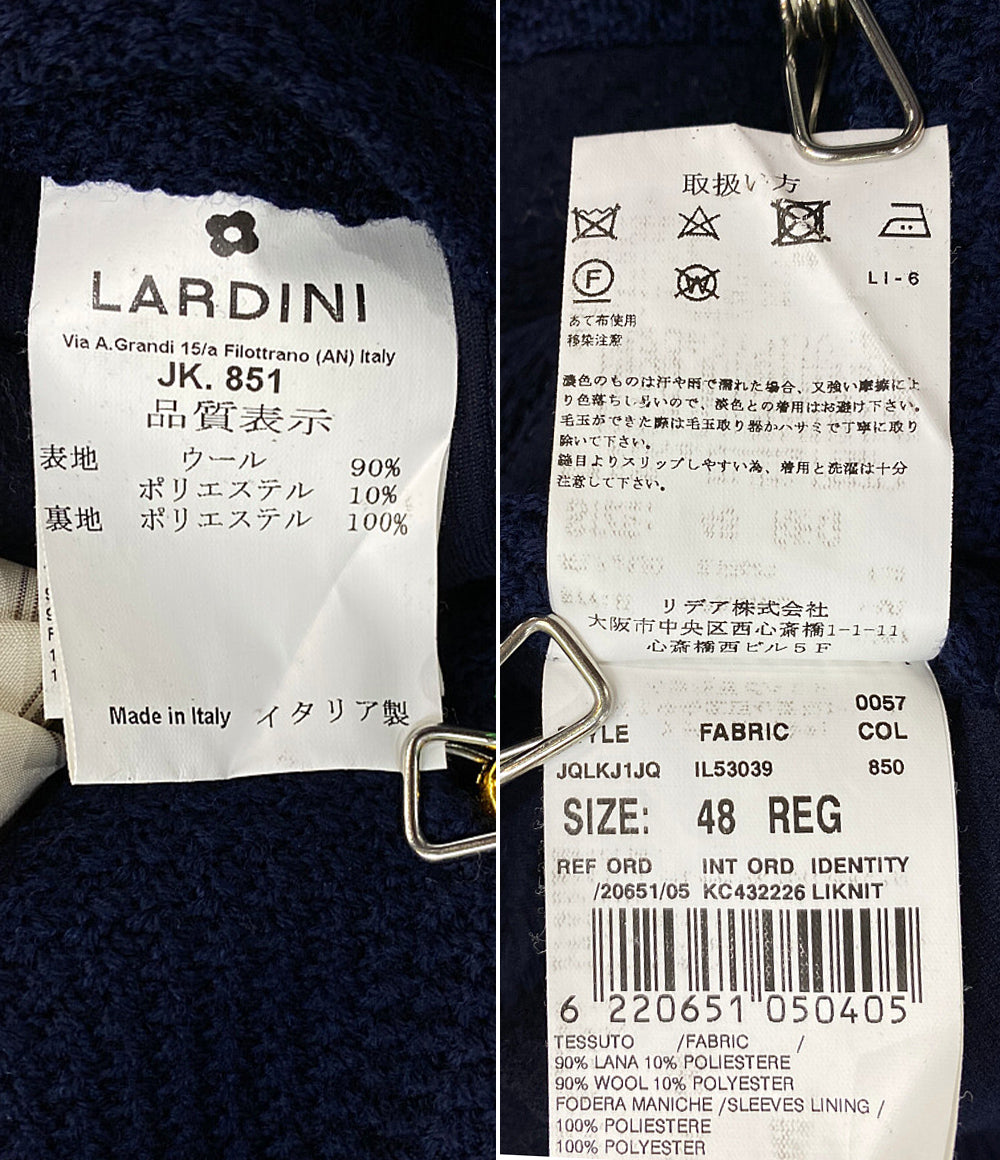 LARDINI
Via A.Grandi 15/a Filottrano (AN) Italy
JK. 851
品質表示
表地 ウール 90%
ポリエステル 10%
裏地 ポリエステル 100%
Made in Italy イタリア製
取扱い方
F W
LI-6
あて布使用
移染注意
濃色のものは汗や雨で濡れた場合、又強い摩擦によ
り色落ちし易いので、淡色との着用はお避け下さい。
毛玉ができた際は毛玉取り器かハサミで丁寧に取り
除いて下さい。
縫目よりスリップしやすい為、着用と洗濯は十分
注意して下さい。
リデア株式会社
大阪市中央区西心斎橋1-1-11
心斎橋西ビル5F
0057
FABRIC COL
JQLKJ1JQ IL53039 850
SIZE: 48 REG
REF ORD INT ORD IDENTITY
/20651/05 KC432226 LIKNIT
6 220651 050405
TESSUTO /FABRIC /
90% LANA 10% POLIESTERE
90% WOOL 10% POLYESTER
FODERA MANICHE /SLEEVES LINING /
100% POLIESTERE
100% POLYESTER